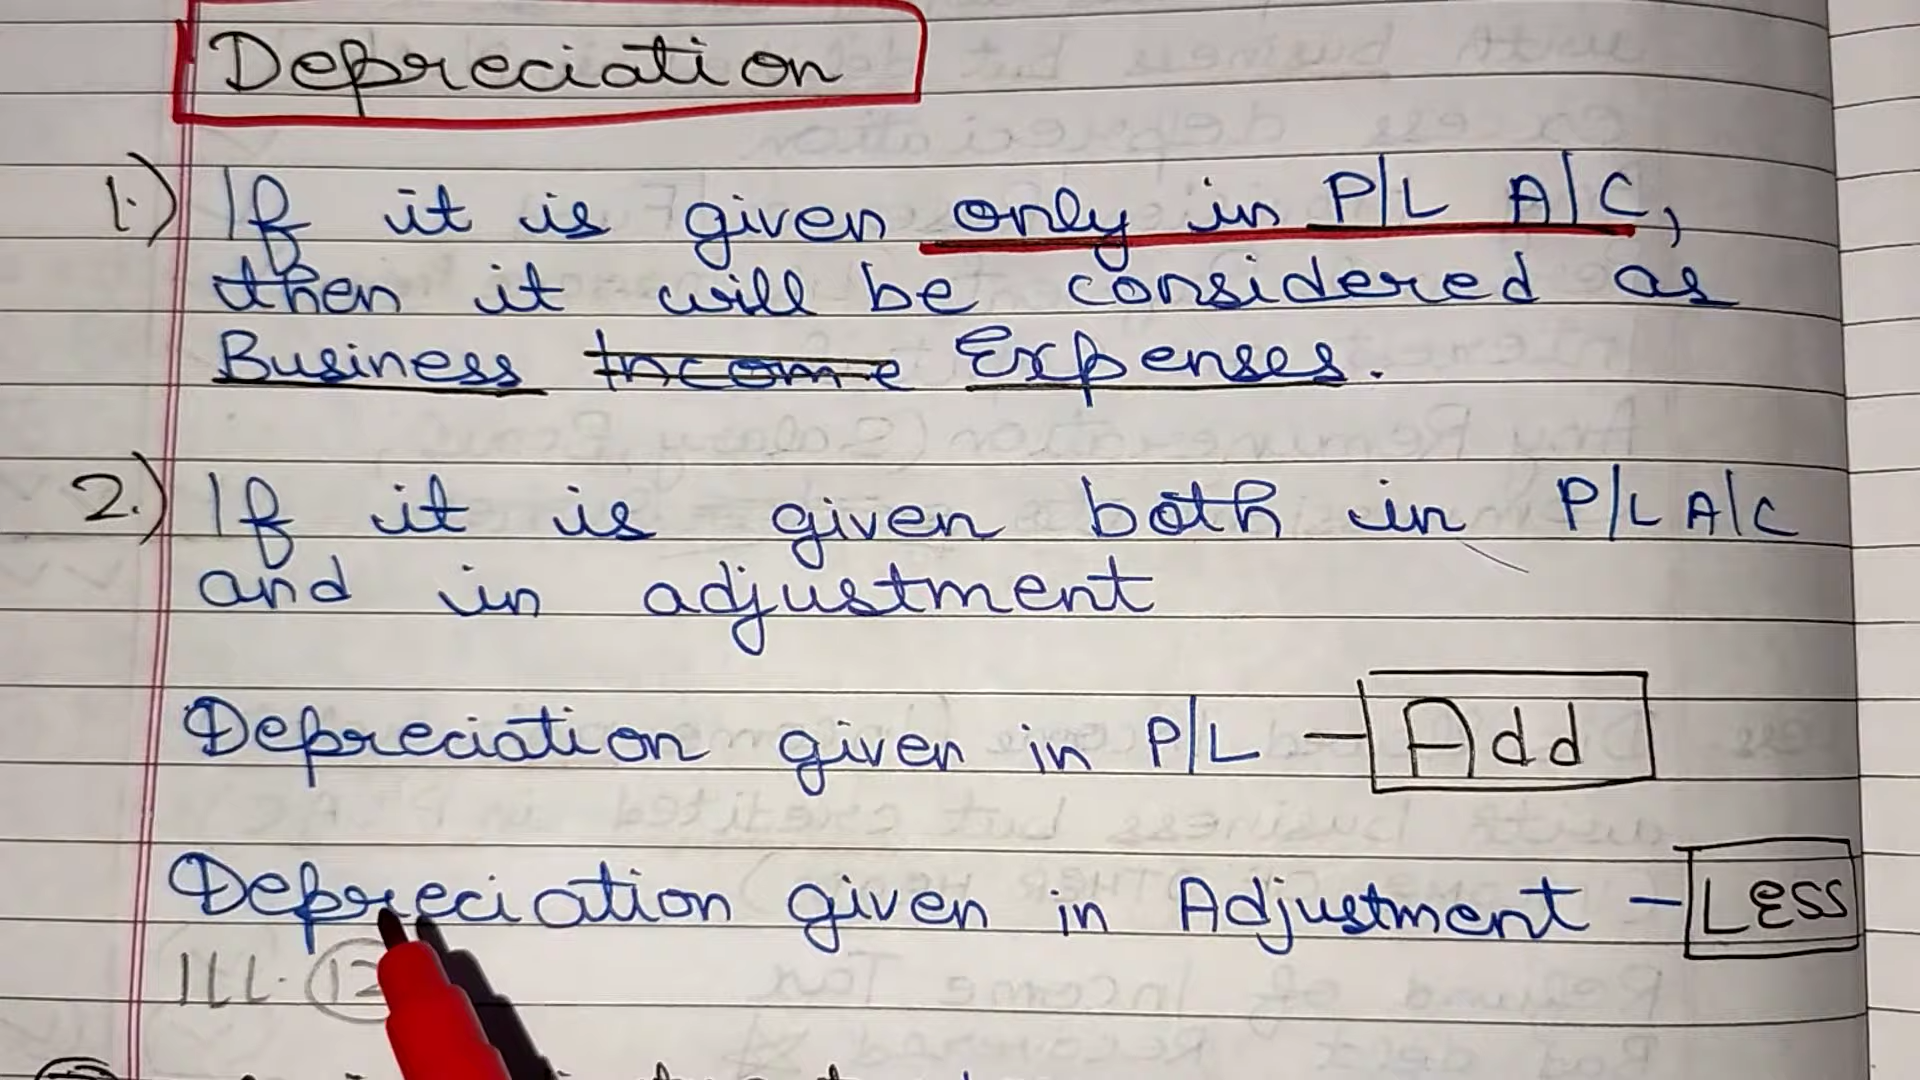 Depreciation
1.) If it is given only in P/L A/C,
then it will be considered as
Business Income Expenses.
2.) If it is given both in P/L A/C
and in adjustment
Depreciation given in P/L - Add
Depreciation given in Adjustment - Less
ILL. 12